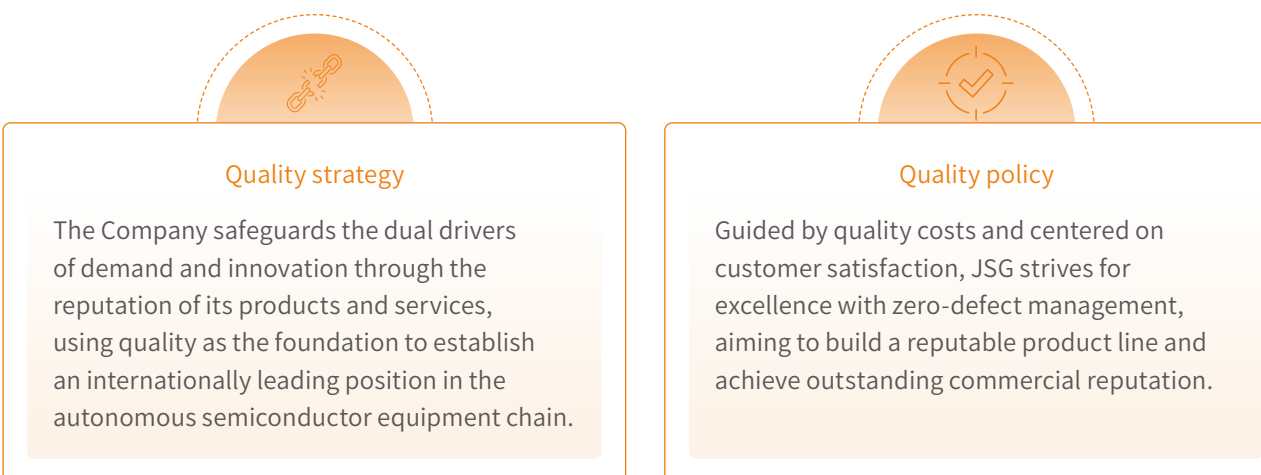 Quality strategy
The Company safeguards the dual drivers
of demand and innovation through the
reputation of its products and services,
using quality as the foundation to establish
an internationally leading position in the
autonomous semiconductor equipment chain.
Quality policy
Guided by quality costs and centered on
customer satisfaction, JSG strives for
excellence with zero-defect management,
aiming to build a reputable product line and
achieve outstanding commercial reputation.